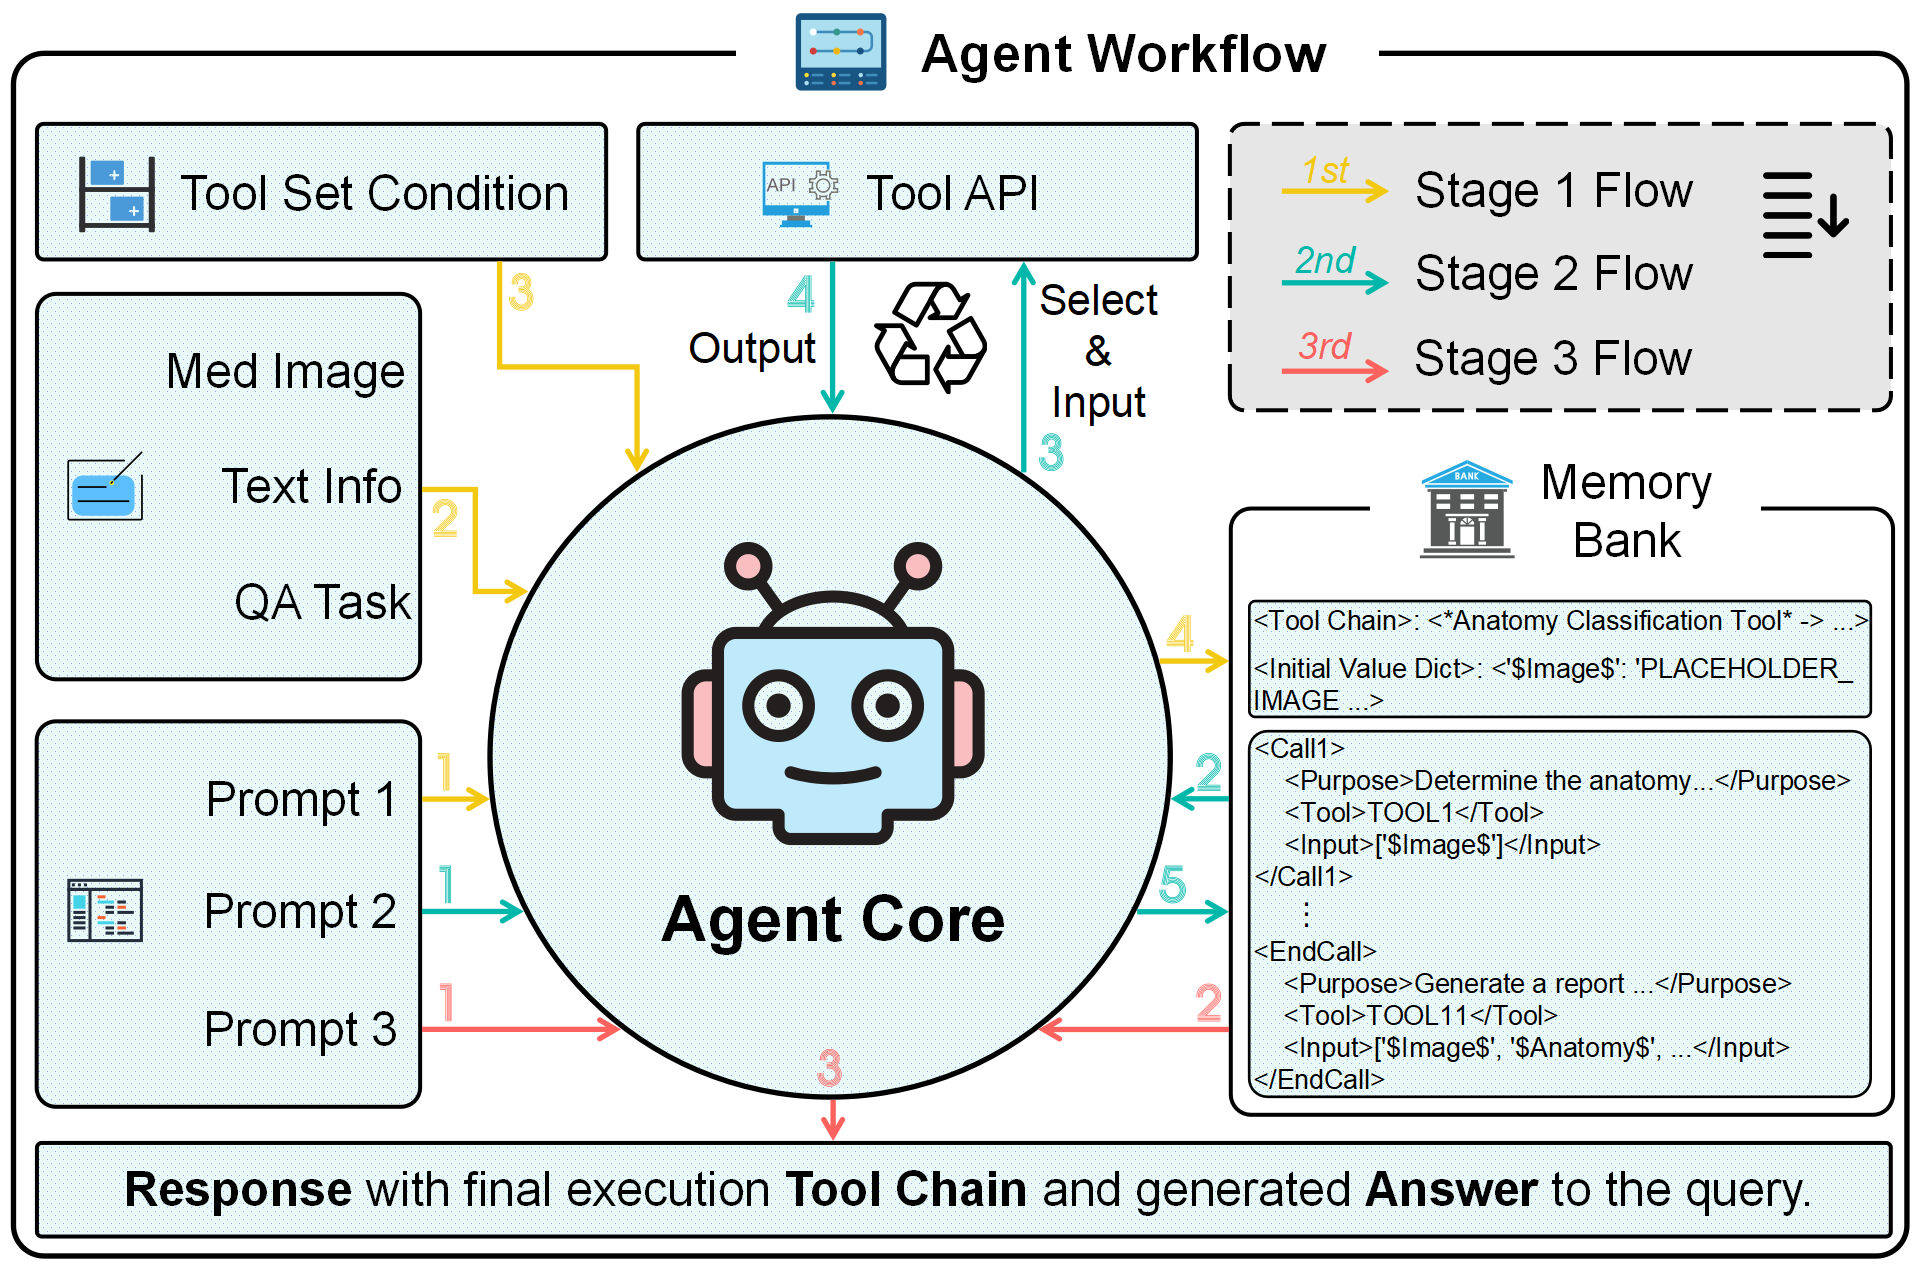 Agent Workflow
Tool Set Condition
API
Tool API
1st
Stage 1 Flow
2nd
Stage 2 Flow
3rd
Stage 3 Flow
3
4
Output
Select
&
Input
3
Med Image
Text Info
QA Task
2
Prompt 1
Prompt 2
Prompt 3
1
1
1
Agent Core
4
2
5
2
3
BANK
Memory
Bank
<Tool Chain>: <*Anatomy Classification Tool* -> ...>
<Initial Value Dict>: <'$Image$': 'PLACEHOLDER_
IMAGE ...>
<Call1>
<Purpose>Determine the anatomy...</Purpose>
<Tool>TOOL1</Tool>
<Input>['$Image$']</Input>
</Call1>
⋮
<EndCall>
<Purpose>Generate a report ...</Purpose>
<Tool>TOOL11</Tool>
<Input>['$Image$', '$Anatomy$', ...</Input>
</EndCall>
Response with final execution Tool Chain and generated Answer to the query.